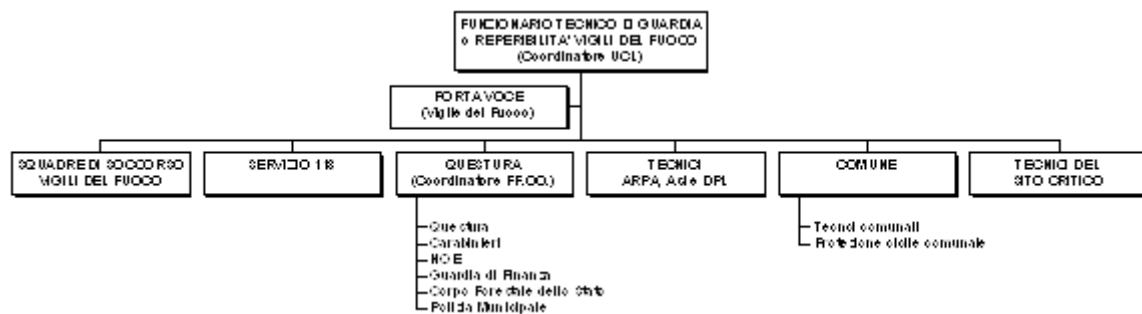 FUNZIONARIO TECNICO DI GUARDIA
o REPERIBILITA' VIGILI DEL FUOCO
(Coordinatore UCL)
PORTAVOCE
(Vigile del Fuoco)
SQUADRE DI SOCCORSO
VIGILI DEL FUOCO
SERVIZIO 118
QUESTURA
(Coordinatore FF.OO.)
TECNICI
ARPA, Asl e DPL
COMUNE
TECNICI DEL
SITO CRITICO
Questura
Carabinieri
NOE
Guardia di Finanza
Corpo Forestale dello Stato
Polizia Municipale
Tecnici comunali
Protezione civile comunale